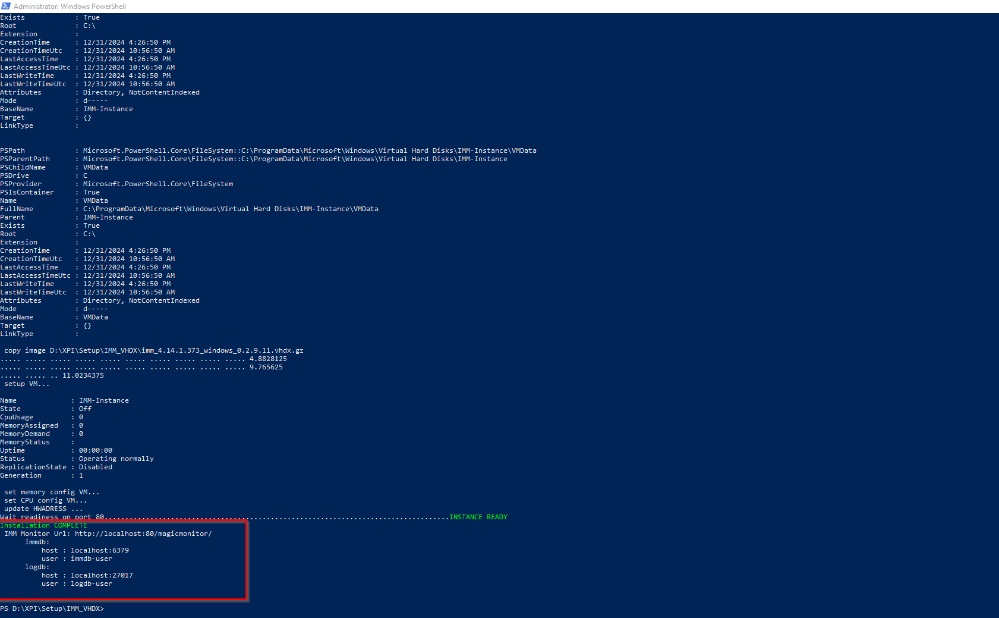 Administrator: Windows PowerShell
Exists            : True
Root              : C:\
Extension         :
CreationTime      : 12/31/2024 4:26:50 PM
CreationTimeUtc   : 12/31/2024 10:56:50 AM
LastAccessTime    : 12/31/2024 4:26:50 PM
LastAccessTimeUtc : 12/31/2024 10:56:50 AM
LastWriteTime     : 12/31/2024 4:26:50 PM
LastWriteTimeUtc  : 12/31/2024 10:56:50 AM
Attributes        : Directory, NotContentIndexed
Mode              : d-----
BaseName          : IMM-Instance
Target            : {}
LinkType          :
PSPath            : Microsoft.PowerShell.Core\FileSystem::C:\ProgramData\Microsoft\Windows\Virtual Hard Disks\IMM-Instance\VMData
PSParentPath      : Microsoft.PowerShell.Core\FileSystem::C:\ProgramData\Microsoft\Windows\Virtual Hard Disks\IMM-Instance
PSChildName       : VMData
PSDrive           : C
PSProvider        : Microsoft.PowerShell.Core\FileSystem
PSIsContainer     : True
Name              : VMData
FullName          : C:\ProgramData\Microsoft\Windows\Virtual Hard Disks\IMM-Instance\VMData
Parent            : IMM-Instance
Exists            : True
Root              : C:\
Extension         :
CreationTime      : 12/31/2024 4:26:50 PM
CreationTimeUtc   : 12/31/2024 10:56:50 AM
LastAccessTime    : 12/31/2024 4:26:50 PM
LastAccessTimeUtc : 12/31/2024 10:56:50 AM
LastWriteTime     : 12/31/2024 4:26:50 PM
LastWriteTimeUtc  : 12/31/2024 10:56:50 AM
Attributes        : Directory, NotContentIndexed
Mode              : d-----
BaseName          : VMData
Target            : {}
LinkType          :
 copy image D:\XPI\Setup\IMM_VHDX\imm_4.14.1.373_windows_0.2.9.11.vhdx.gz
..... ..... ..... ..... ..... ..... ..... ..... ..... ..... 4.8828125
..... ..... ..... ..... ..... ..... ..... ..... ..... ..... 9.765625
..... ..... .. 11.0234375
 setup VM...
Name             : IMM-Instance
State            : Off
CpuUsage         : 0
MemoryAssigned   : 0
MemoryDemand     : 0
MemoryStatus     :
Uptime           : 00:00:00
Status           : Operating normally
ReplicationState : Disabled
Generation       : 1
 set memory config VM...
 set CPU config VM...
 update HWADRESS ...
Wait readiness on port 80...................................................................................INSTANCE READY
Installation COMPLETE
 IMM Monitor Url: http://localhost:80/magicmonitor/
      immdb:
          host : localhost:6379
          user : immdb-user
      logdb:
          host : localhost:27017
          user : logdb-user
PS D:\XPI\Setup\IMM_VHDX>